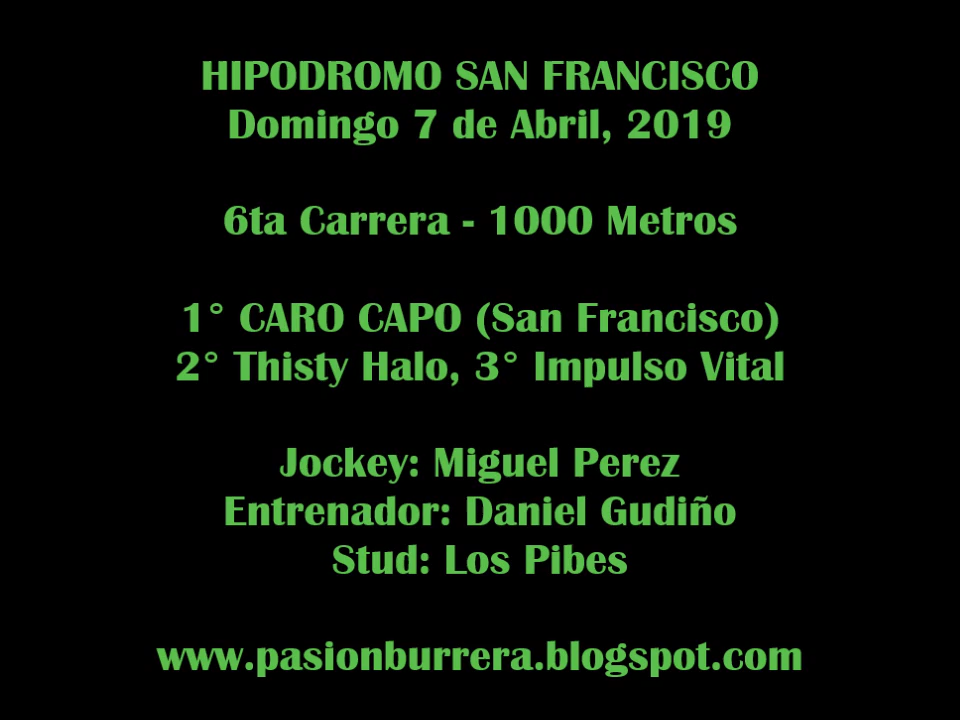 HIPODROMO SAN FRANCISCO
Domingo 7 de Abril, 2019
6ta Carrera - 1000 Metros
1° CARO CAPO (San Francisco)
2° Thisty Halo, 3° Impulso Vital
Jockey: Miguel Perez
Entrenador: Daniel Gudiño
Stud: Los Pibes
www.pasionburrera.blogspot.com